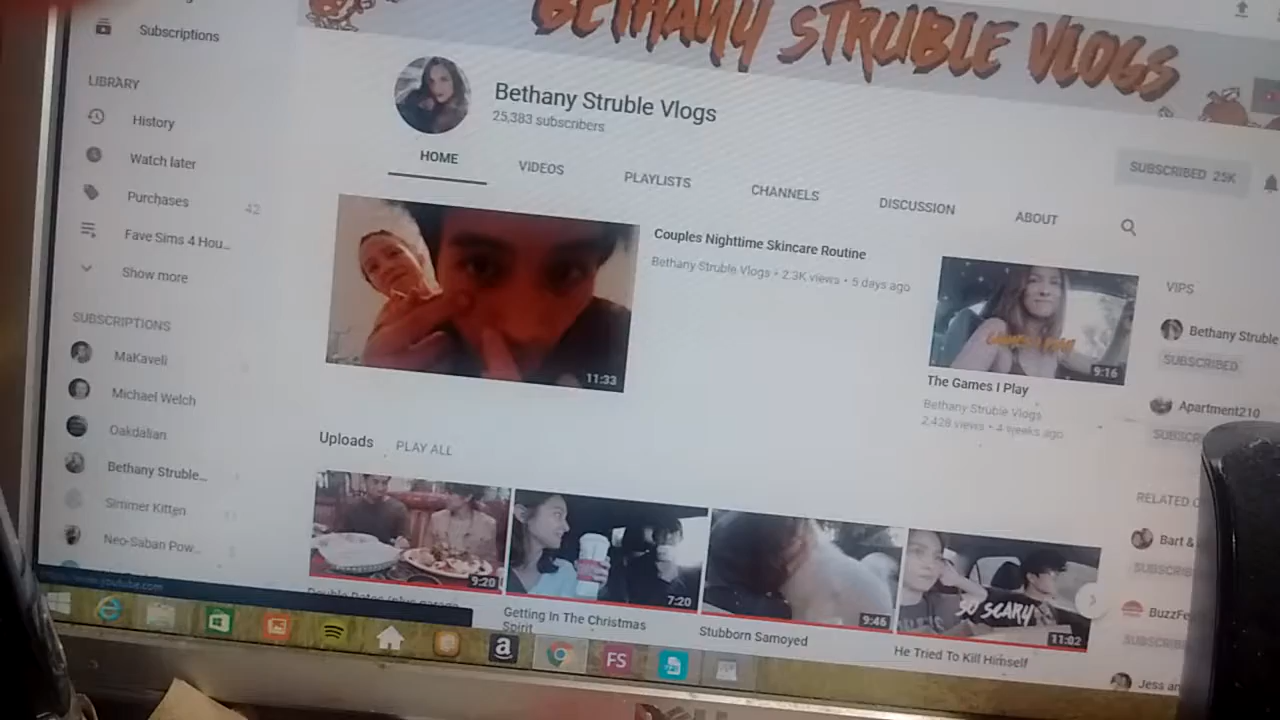 BETHANY STRUBLE VLOGS
Subscriptions
LIBRARY
History
Watch later
Purchases 42
Fave Sims 4 Hou...
Show more
SUBSCRIPTIONS
MaKaveli
Michael Welch
Oakdalian
Bethany Struble...
Simmer Kitten
Neo-Saban Pow...
Bethany Struble Vlogs
25,383 subscribers
SUBSCRIBED 25K
HOME VIDEOS PLAYLISTS CHANNELS DISCUSSION ABOUT
11:33
Couples Nighttime Skincare Routine
Bethany Struble Vlogs • 2.3K views • 5 days ago
9:16
The Games I Play
Bethany Struble Vlogs
2,428 views • 4 weeks ago
VIPS
Bethany Struble
SUBSCRIBED
Apartment210
SUBSCR
RELATED C
Bart &
SUBSCRIB
BuzzFe
SUBSCRIB
Jess an
Uploads PLAY ALL
9:20
7:20
Getting In The Christmas
Spirit
9:46
Stubborn Samoyed
SO SCARY
11:02
He Tried To Kill Himself
a
FS